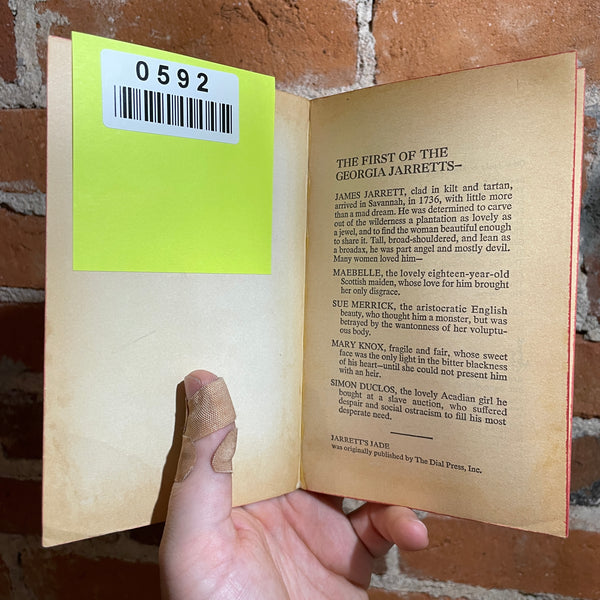 0592
THE FIRST OF THE
GEORGIA JARRETTS—
JAMES JARRETT, clad in kilt and tartan,
arrived in Savannah, in 1736, with little more
than a mad dream. He was determined to carve
out of the wilderness a plantation as lovely as
a jewel, and to find the woman beautiful enough
to share it. Tall, broad-shouldered, and lean as
a broadax, he was part angel and mostly devil.
Many women loved him—
MAEBELLE, the lovely eighteen-year-old
Scottish maiden, whose love for him brought
her only disgrace.
SUE MERRICK, the aristocratic English
beauty, who thought him a monster, but was
betrayed by the wantonness of her voluptu-
ous body.
MARY KNOX, fragile and fair, whose sweet
face was the only light in the bitter blackness
of his heart—until she could not present him
with an heir.
SIMON DUCLOS, the lovely Acadian girl he
bought at a slave auction, who suffered
despair and social ostracism to fill his most
desperate need.
JARRETT'S JADE
was originally published by The Dial Press, Inc.